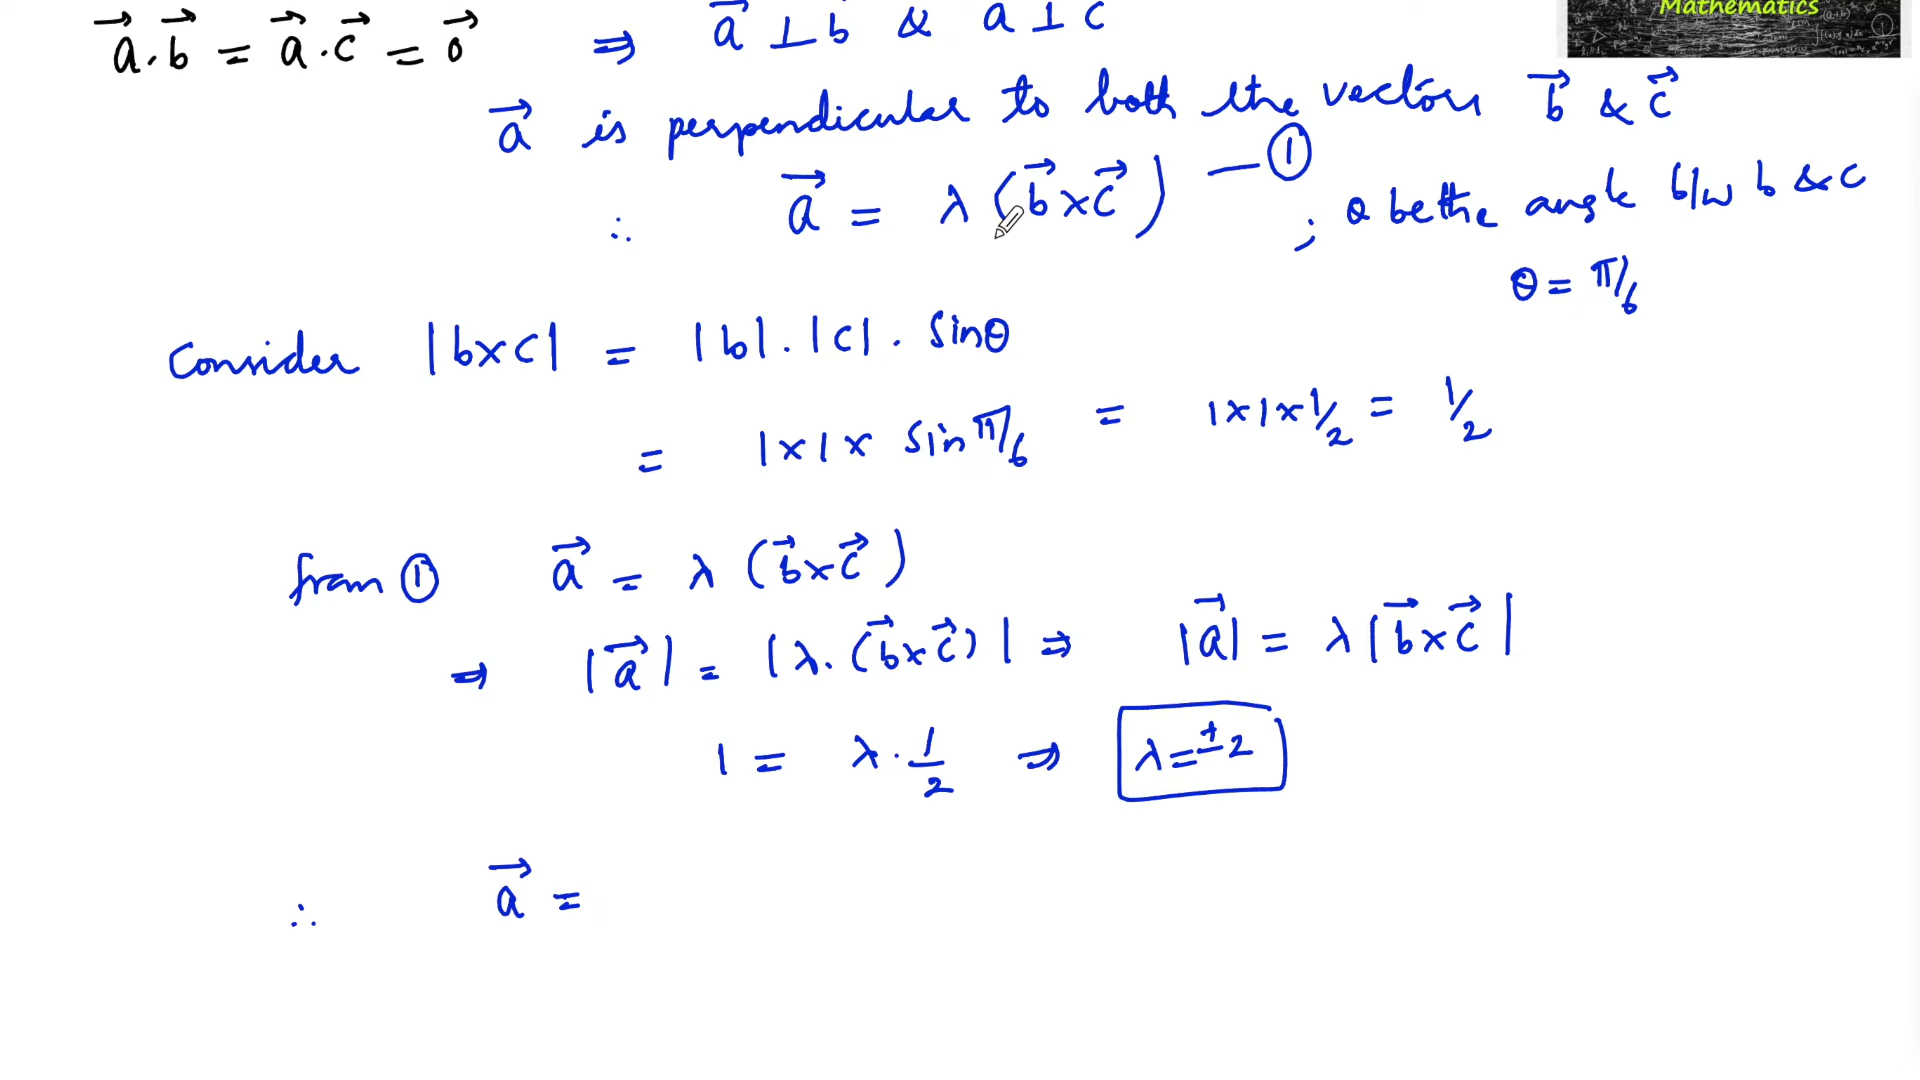 Mathematics
a⃗.b⃗ = a⃗.c⃗ = 0⃗ ⇒ a⃗ ⊥ b & a ⊥ c
a⃗ is perpendicular to both the vectors b⃗ & c⃗
∴ a⃗ = λ (b⃗×c⃗) — ① ; θ be the angle b/w b & c
θ = π/6
Consider |b×c| = |b|.|c|. sinθ
= 1×1× sin π/6 = 1×1×1/2 = 1/2
from ① a⃗ = λ (b⃗×c⃗)
⇒ |a⃗| = |λ.(b⃗×c⃗)| ⇒ |a⃗| = λ|b⃗×c⃗|
1 = λ.1/2 ⇒ λ=±2
∴ a⃗ =